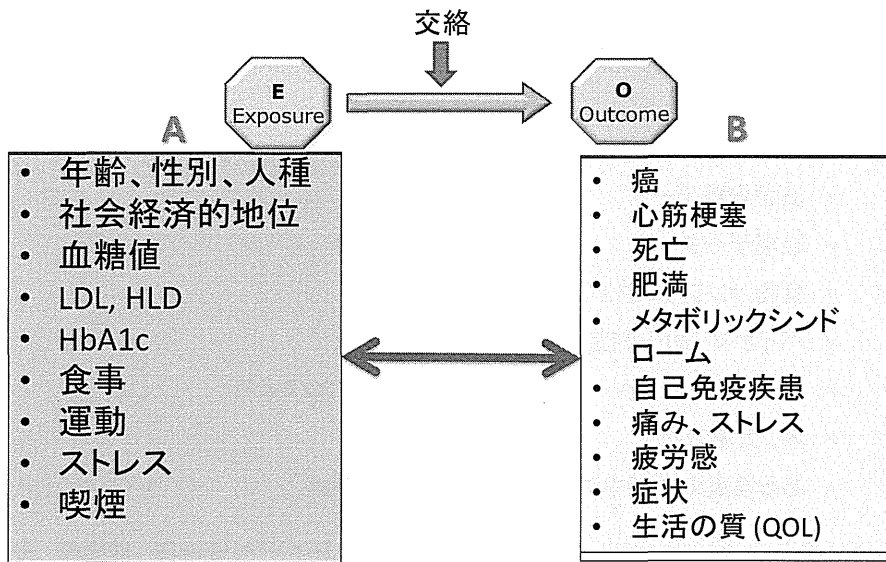 交絡
E
Exposure
O
Outcome
A
• 年齢、性別、人種
• 社会経済的地位
• 血糖値
• LDL, HLD
• HbA1c
• 食事
• 運動
• ストレス
• 喫煙
B
• 癌
• 心筋梗塞
• 死亡
• 肥満
• メタボリックシンド
ローム
• 自己免疫疾患
• 痛み、ストレス
• 疲労感
• 症状
• 生活の質 (QOL)